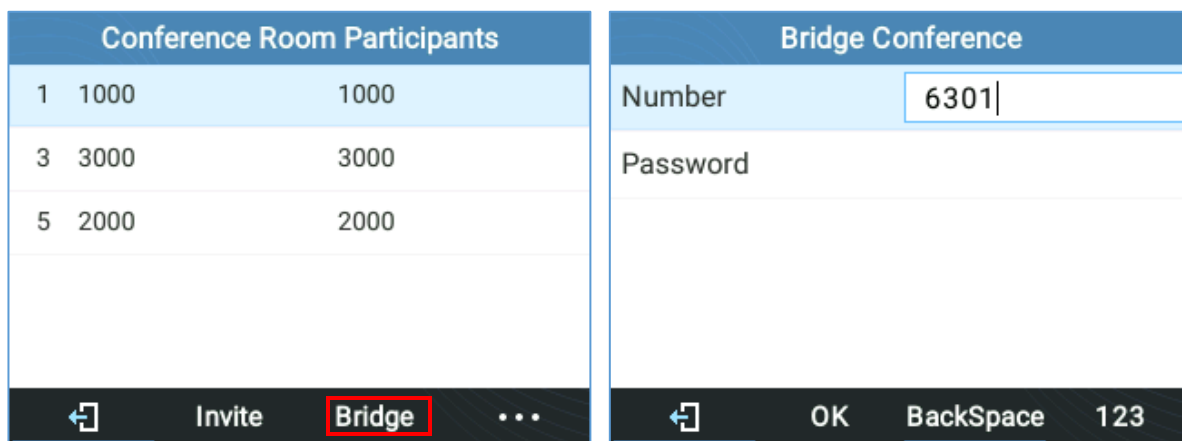 Conference Room Participants
1 1000 1000
3 3000 3000
5 2000 2000
Invite Bridge ...
Bridge Conference
Number 6301
Password
OK BackSpace 123